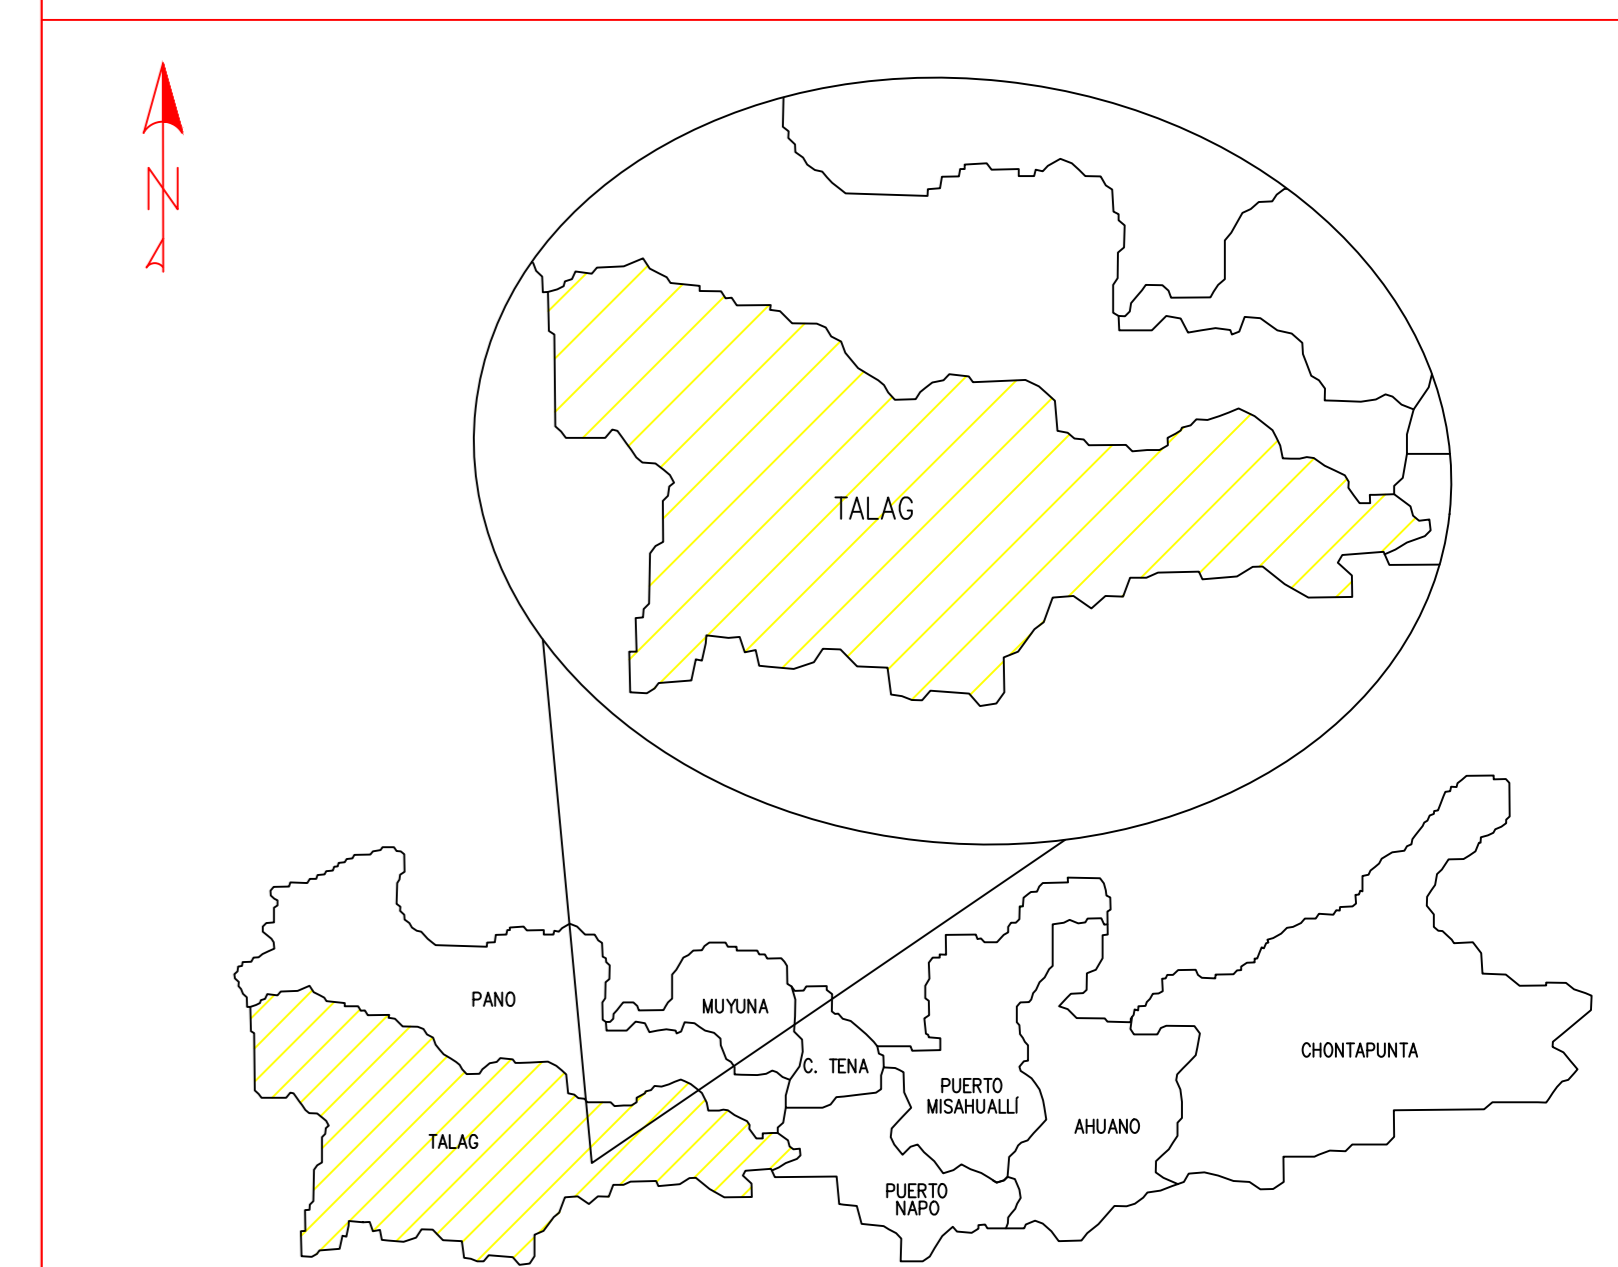 N
TALAG
PANO
MUYUNA
C. TENA
CHONTAPUNTA
PUERTO
MISAHUALLÍ
AHUANO
TALAG
PUERTO
NAPO